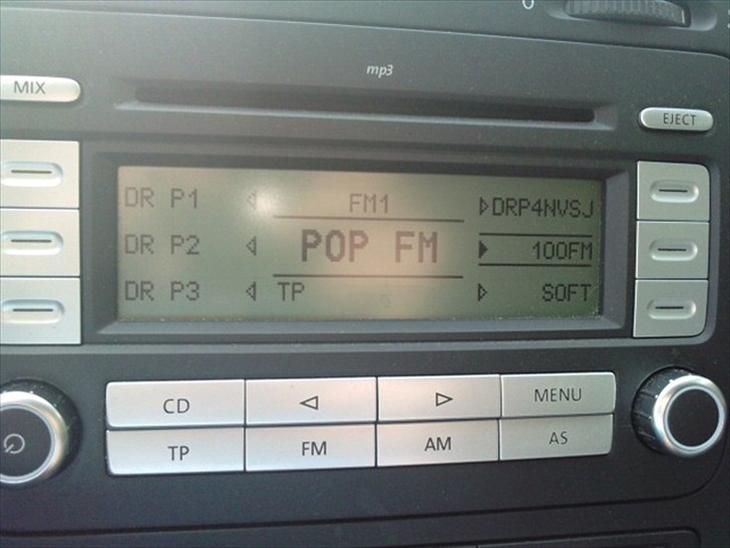 0
mp3
MIX
EJECT
DR P1
FM1
DRP4NVSJ
DR P2
POP FM
100FM
DR P3
TP
SOFT
CD
MENU
TP
FM
AM
AS